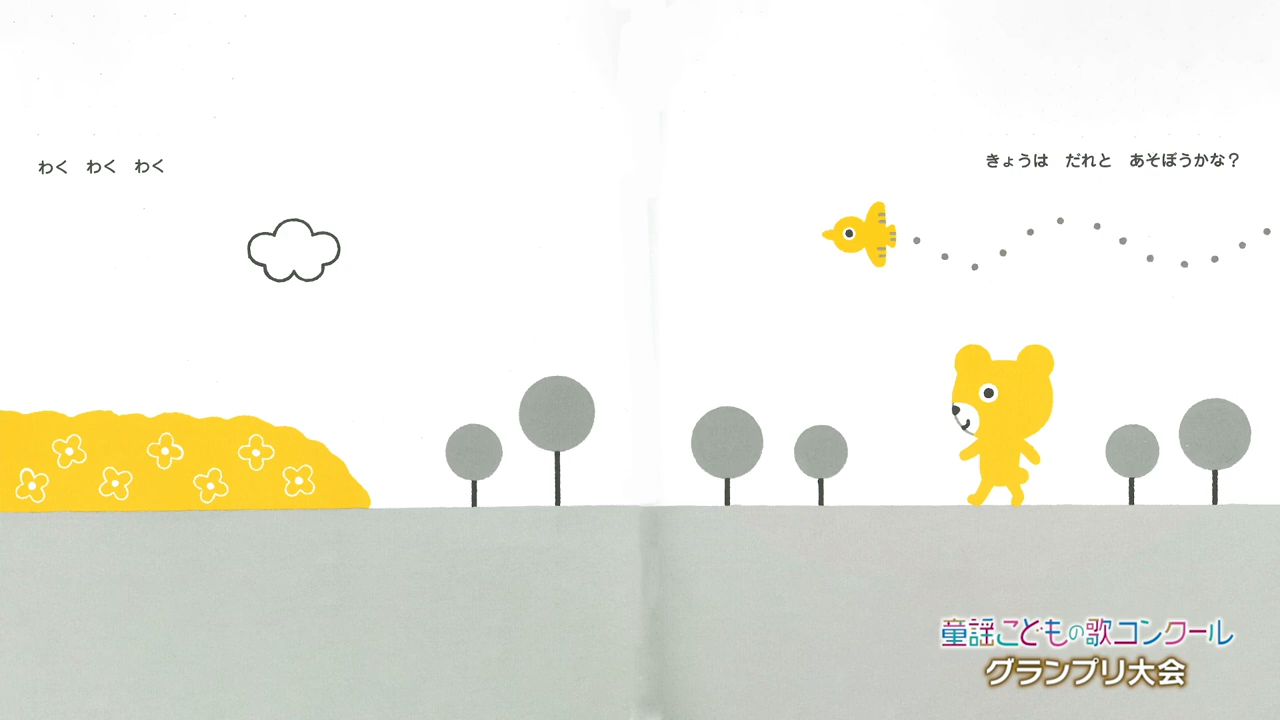 きょうは　だれと　あそぼうかな？
わく　わく　わく
童謡こどもの歌コンクール
グランプリ大会